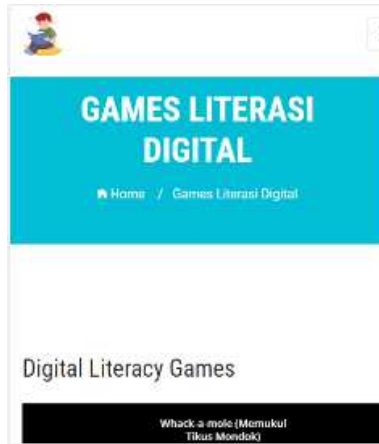 GAMES LITERASI
DIGITAL
Home / Games Literasi Digital
Digital Literacy Games
Whack-a-mole (Memukul
Tikus Mondok)